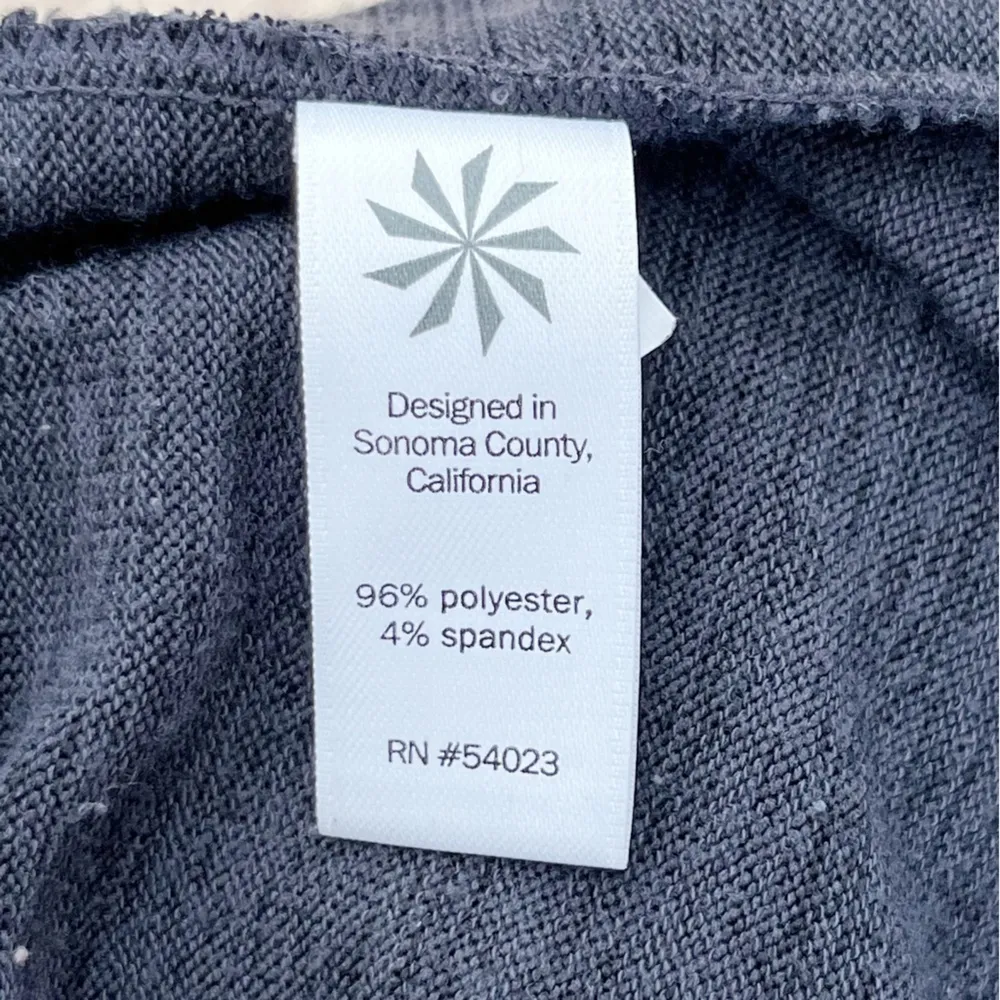 Designed in
Sonoma County,
California
96% polyester,
4% spandex
RN #54023